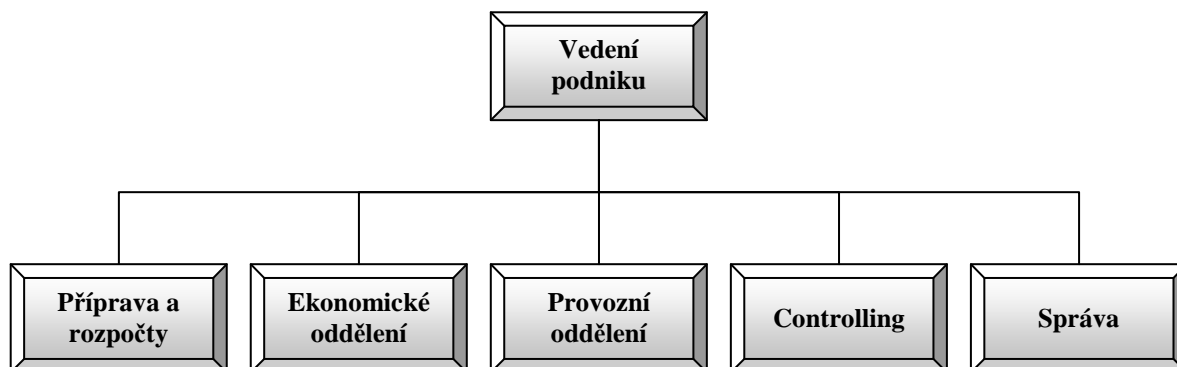 Vedení
podniku
Příprava a
rozpočty
Ekonomické
oddělení
Provozní
oddělení
Controlling
Správa